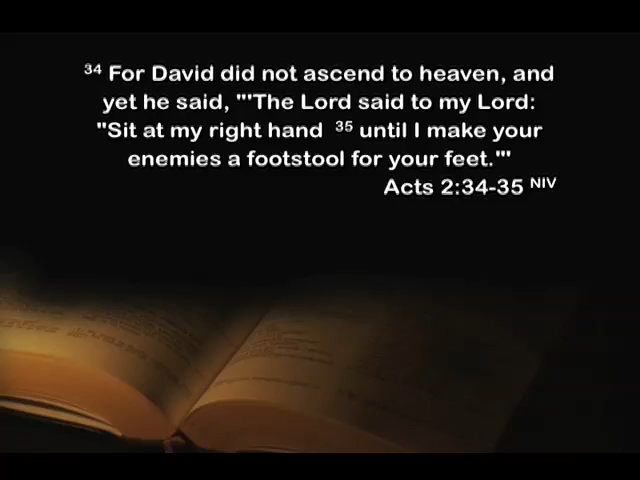 34 For David did not ascend to heaven, and
yet he said, "'The Lord said to my Lord:
"Sit at my right hand 35 until I make your
enemies a footstool for your feet."'
Acts 2:34-35 NIV